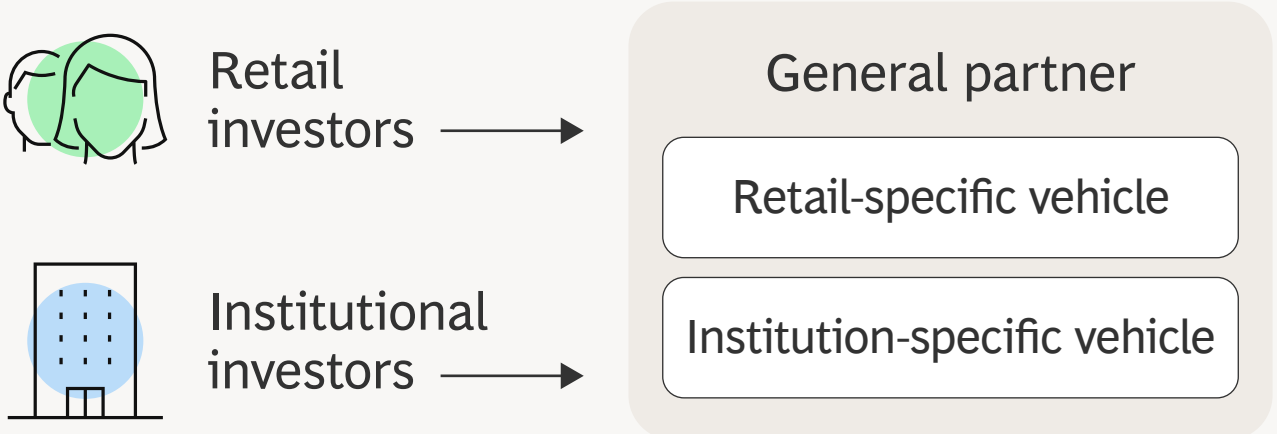 Retail
investors
Institutional
investors
General partner
Retail-specific vehicle
Institution-specific vehicle